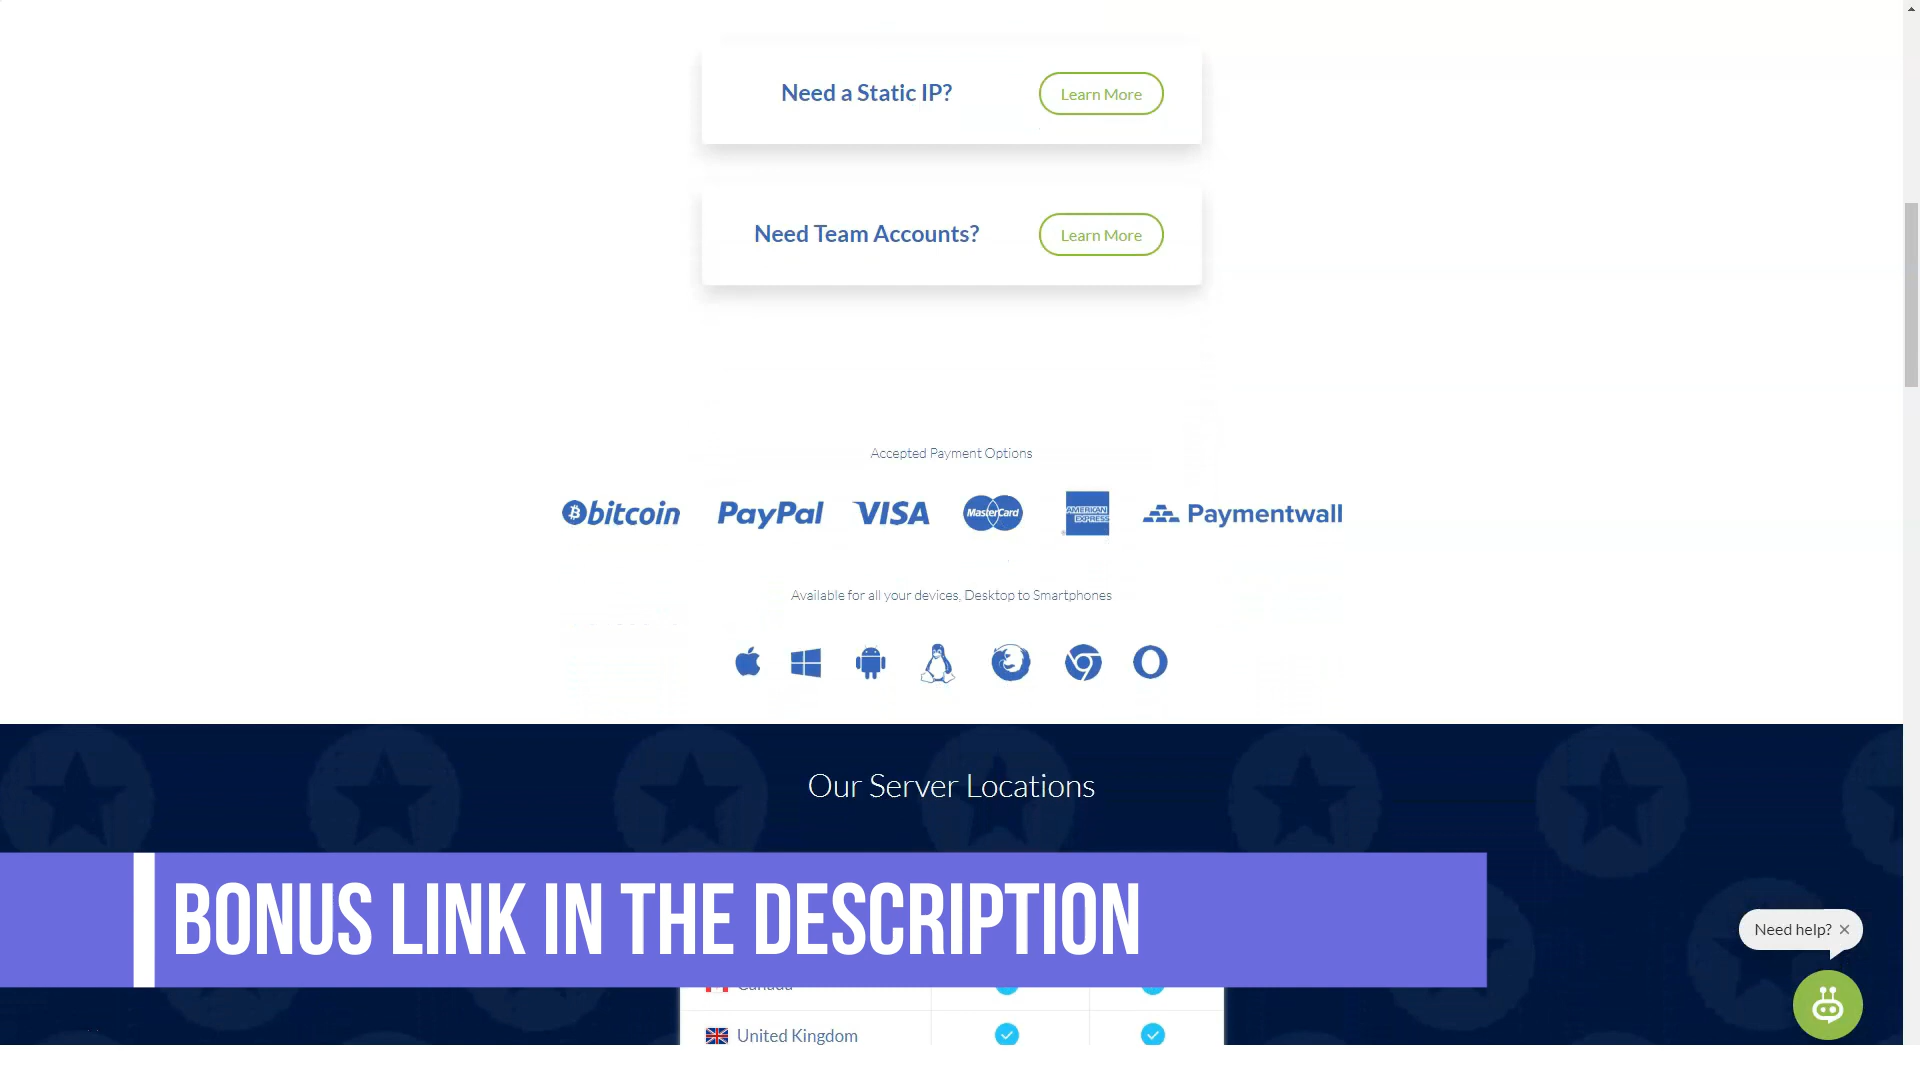 Need a Static IP?
Learn More
Need Team Accounts?
Learn More
Accepted Payment Options
bitcoin PayPal VISA MasterCard AMERICAN EXPRESS Paymentwall
Available for all your devices, Desktop to Smartphones
Our Server Locations
BONUS LINK IN THE DESCRIPTION
Need help?
Canada
United Kingdom